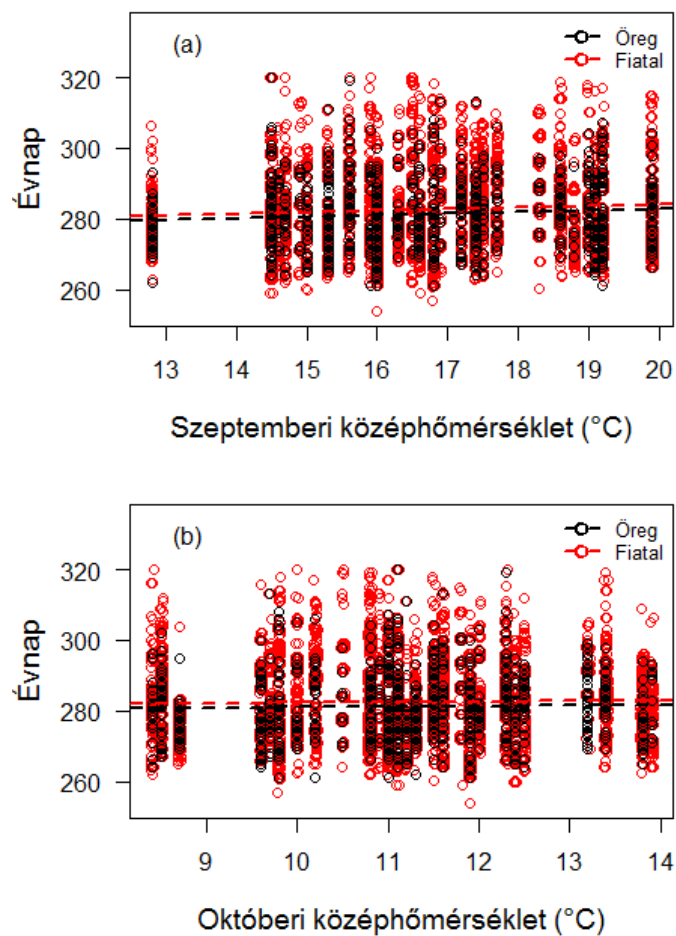 (a)
Öreg
Fiatal
320
300
280
260
Évnap
13 14 15 16 17 18 19 20
Szeptemberi középhőmérséklet (°C)
(b)
Öreg
Fiatal
320
300
280
260
Évnap
9 10 11 12 13 14
Októberi középhőmérséklet (°C)